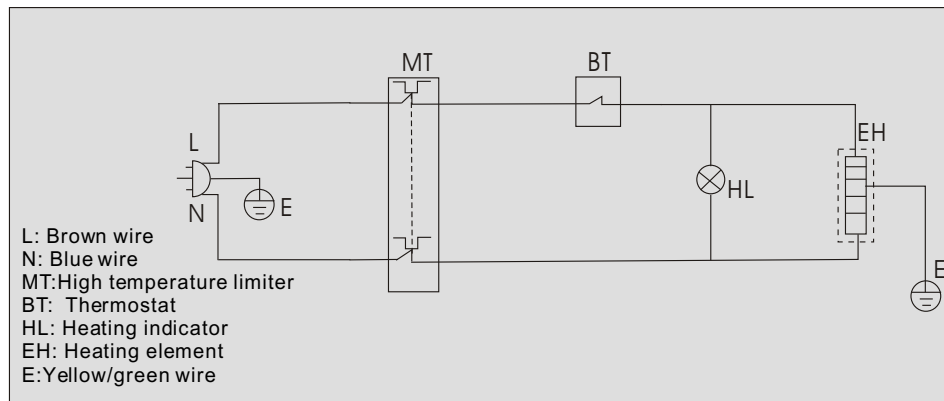 MT
BT
L
EH
HL
E
N
E
L: Brown wire
N: Blue wire
MT:High temperature limiter
BT: Thermostat
HL: Heating indicator
EH: Heating element
E:Yellow/green wire